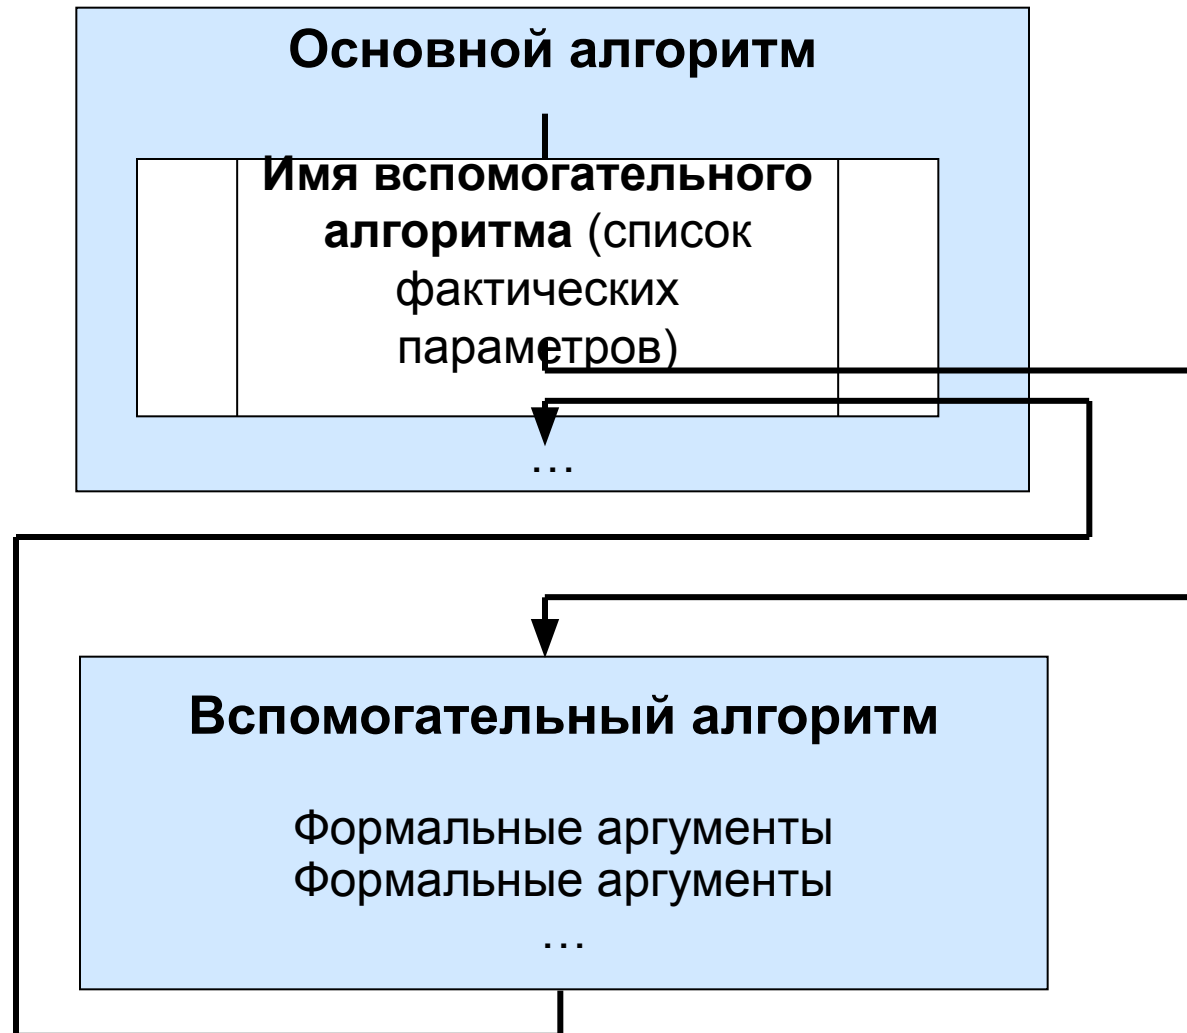 Основной алгоритм
Имя вспомогательного
алгоритма (список
фактических
параметров)
…
Вспомогательный алгоритм
Формальные аргументы
Формальные аргументы
…